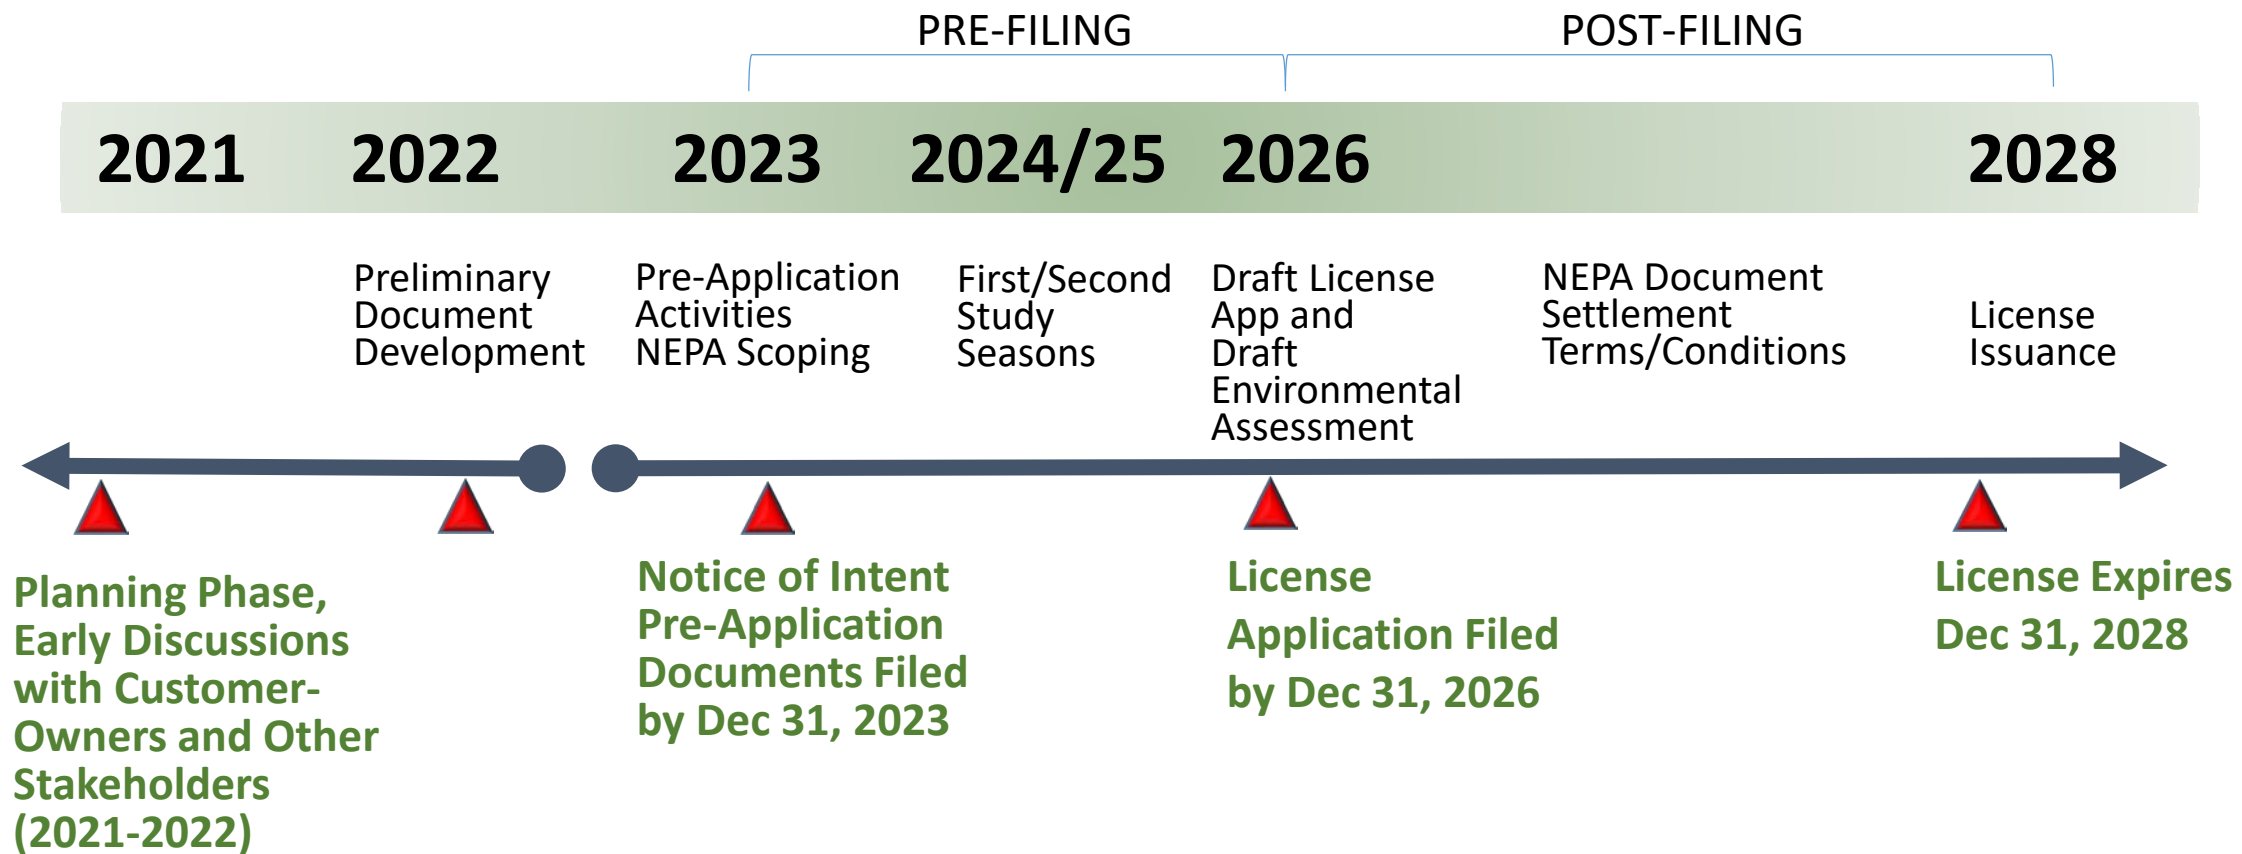 PRE-FILING
POST-FILING
2021
2022
2023
2024/25
2026
2028
Preliminary
Document
Development
Pre-Application
Activities
NEPA Scoping
First/Second
Study
Seasons
Draft License
App and
Draft
Environmental
Assessment
NEPA Document
Settlement
Terms/Conditions
License
Issuance
Planning Phase,
Early Discussions
with Customer-
Owners and Other
Stakeholders
(2021-2022)
Notice of Intent
Pre-Application
Documents Filed
by Dec 31, 2023
License
Application Filed
by Dec 31, 2026
License Expires
Dec 31, 2028